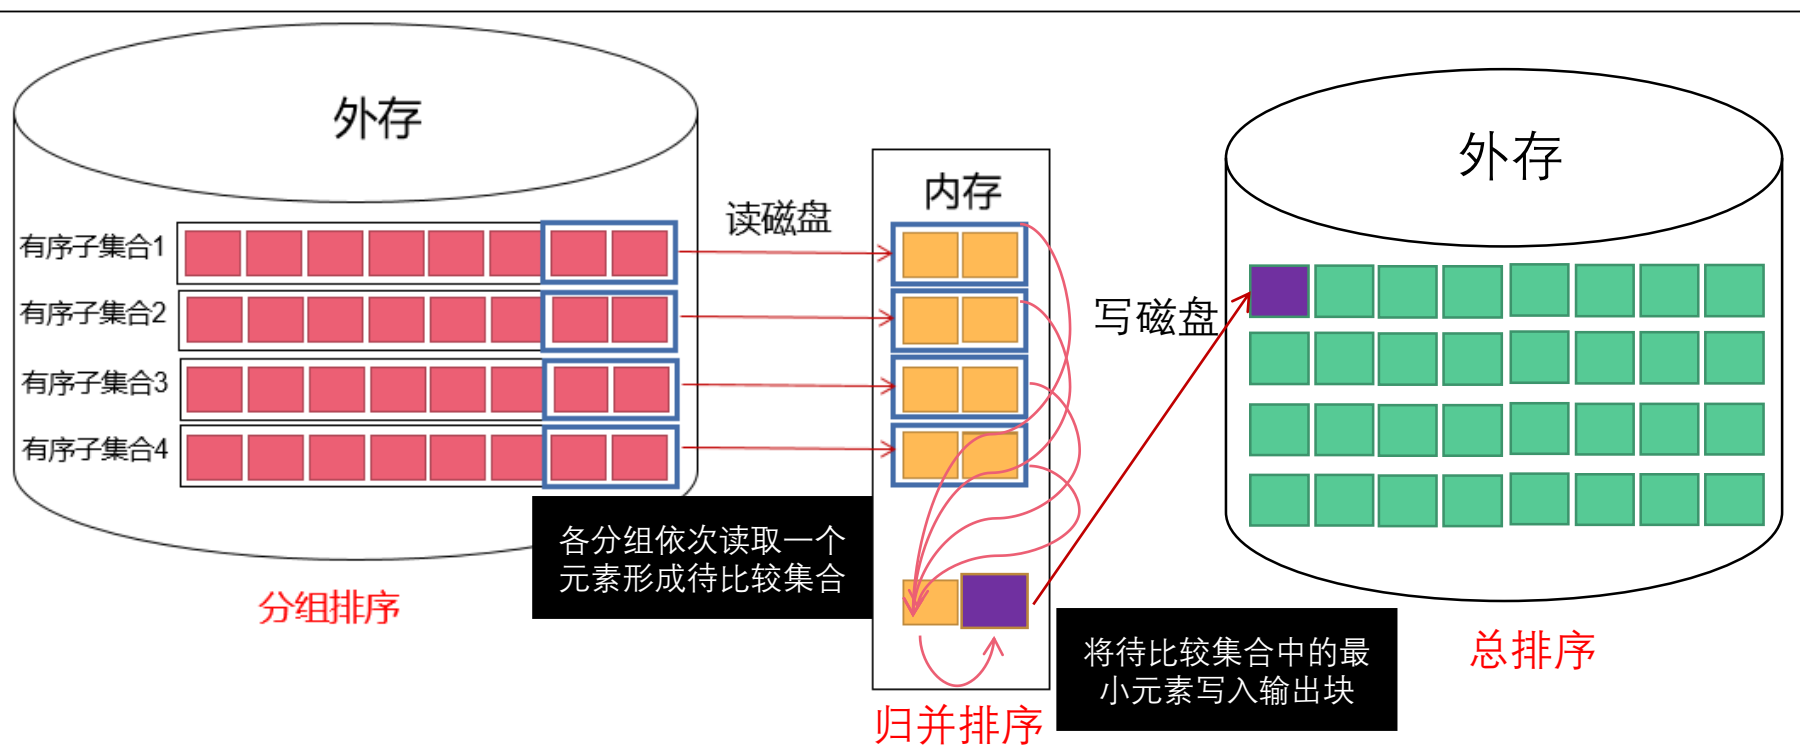 外存
有序子集合1
有序子集合2
有序子集合3
有序子集合4
分组排序
读磁盘
各分组依次读取一个
元素形成待比较集合
内存
归并排序
写磁盘
将待比较集合中的最
小元素写入输出块
外存
总排序